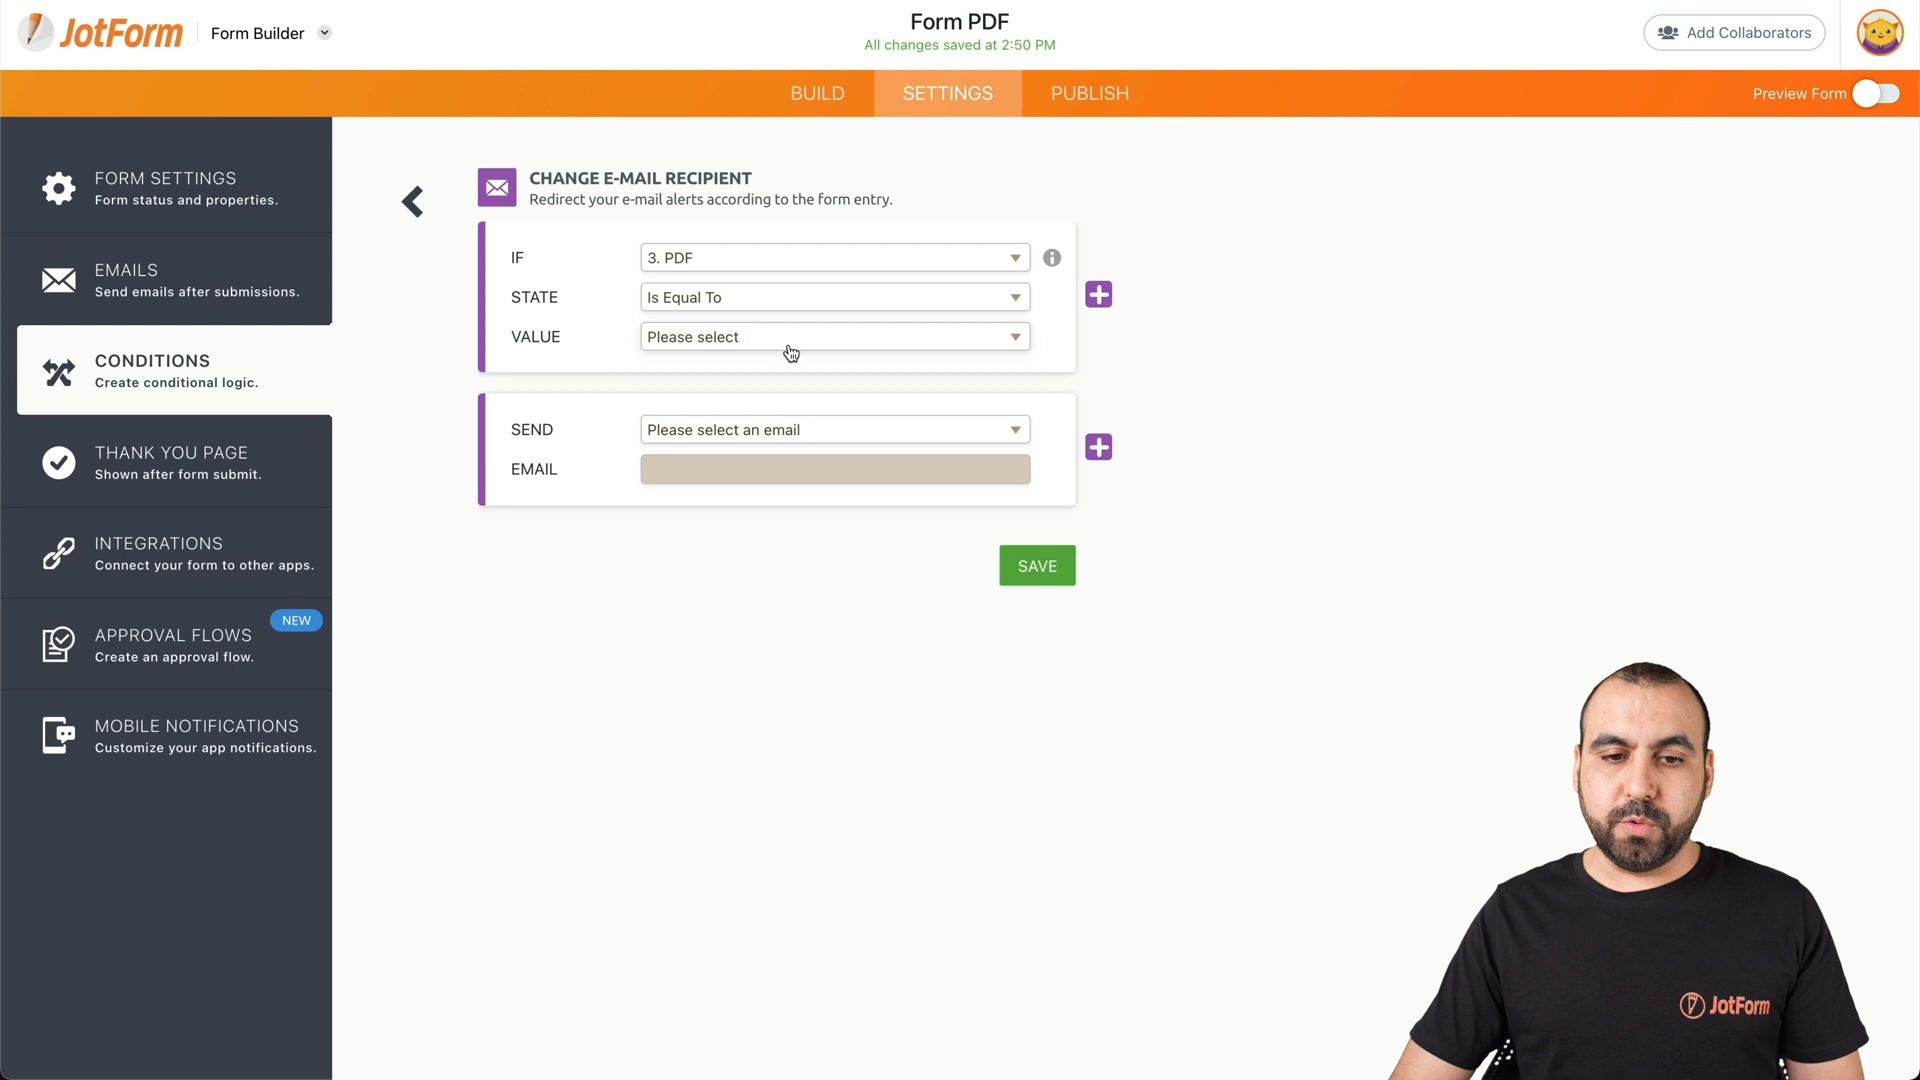 JotForm
Form Builder
Form PDF
All changes saved at 2:50 PM
Add Collaborators
BUILD
SETTINGS
PUBLISH
Preview Form
FORM SETTINGS
Form status and properties.
EMAILS
Send emails after submissions.
CONDITIONS
Create conditional logic.
THANK YOU PAGE
Shown after form submit.
INTEGRATIONS
Connect your form to other apps.
NEW
APPROVAL FLOWS
Create an approval flow.
MOBILE NOTIFICATIONS
Customize your app notifications.
CHANGE E-MAIL RECIPIENT
Redirect your e-mail alerts according to the form entry.
IF 3. PDF
STATE Is Equal To
VALUE Please select
SEND Please select an email
EMAIL
SAVE
JotForm